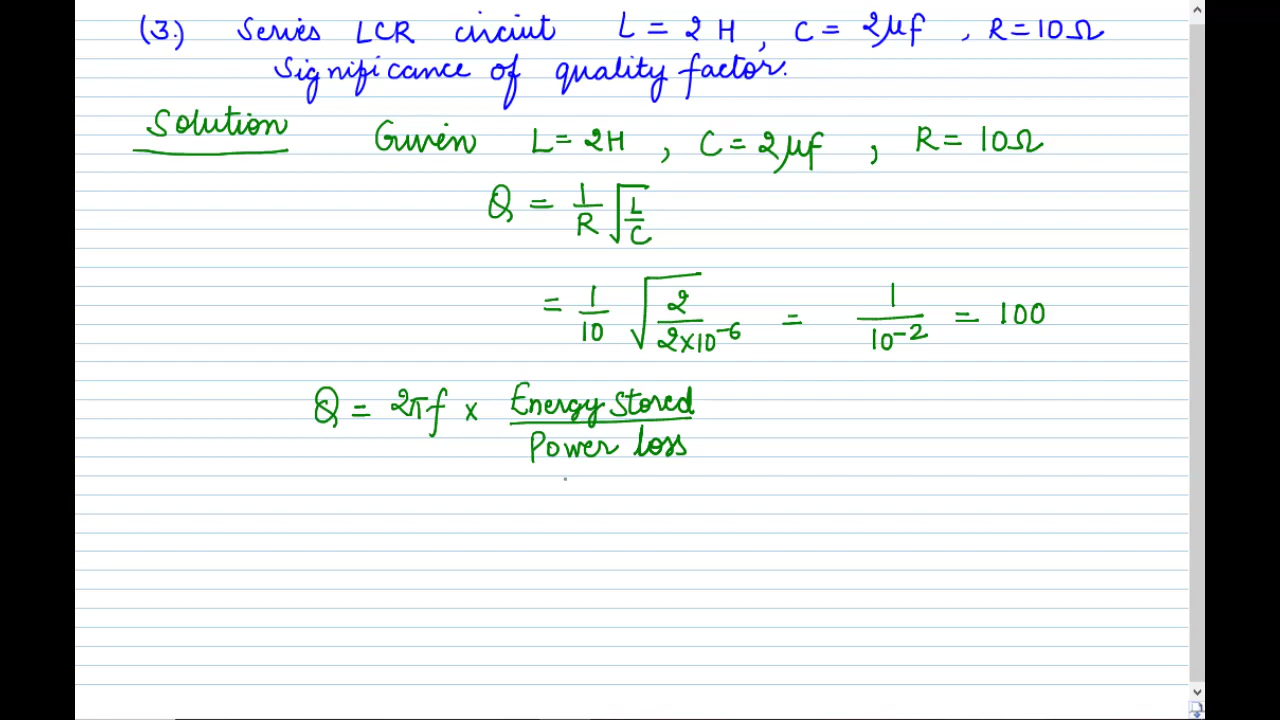 (3.) Series LCR circuit L = 2 H, C = 2μf, R = 10Ω
Significance of quality factor.
Solution Given L = 2H, C = 2μf, R = 10Ω
Q = 1/R √(L/C)
= 1/10 √(2/(2×10⁻⁶)) = 1/10⁻² = 100
Q = 2πf × Energy Stored/Power loss